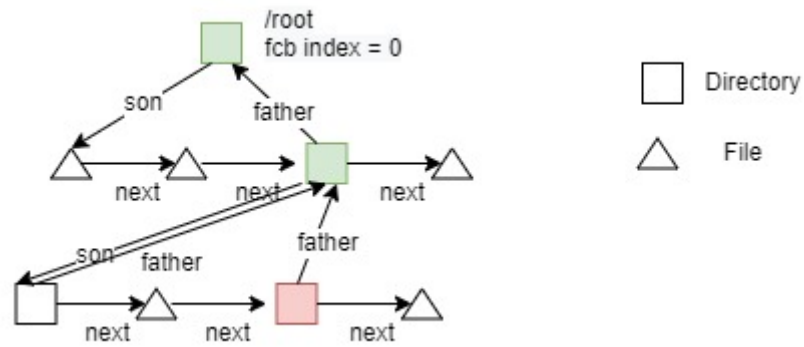 /root
fcb index = 0
Directory
son
father
File
next
next
next
son
father
father
next
next
next